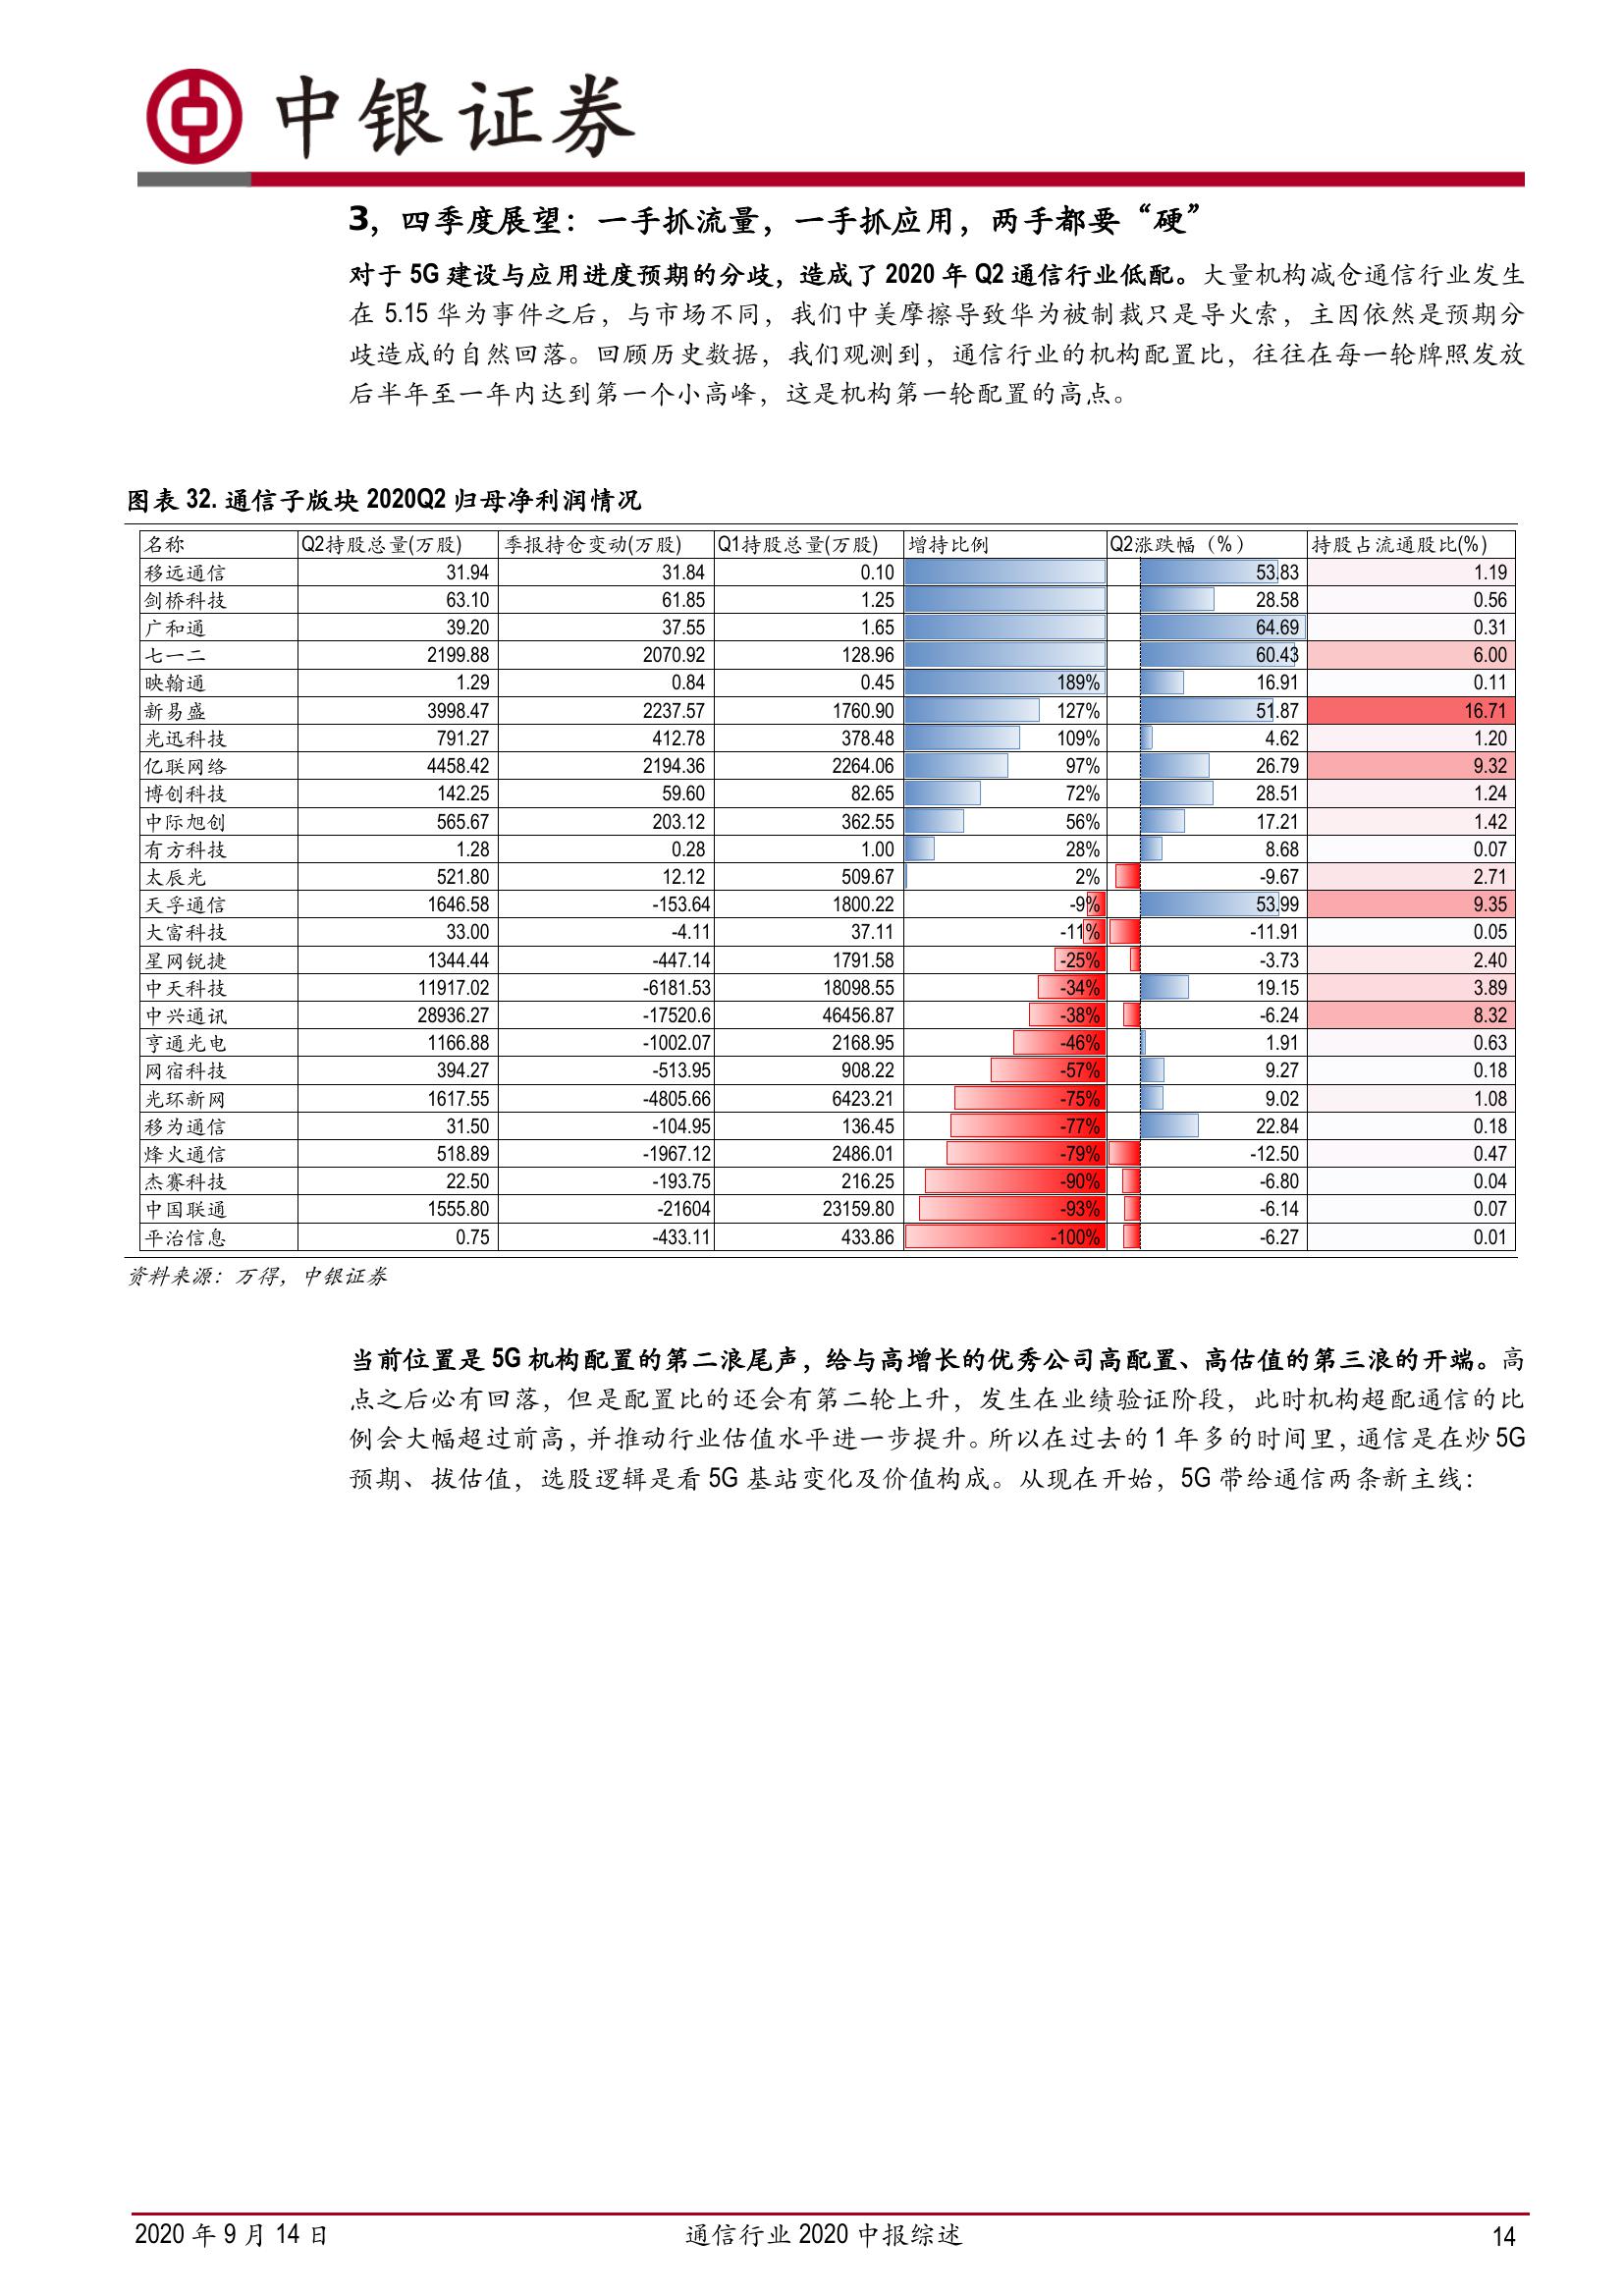 中银证券
3，四季度展望：一手抓流量，一手抓应用，两手都要“硬”
对于 5G 建设与应用进度预期的分歧，造成了 2020 年 Q2 通信行业低配。大量机构减仓通信行业发生
在 5.15 华为事件之后，与市场不同，我们中美摩擦导致华为被制裁只是导火索，主因依然是预期分
歧造成的自然回落。回顾历史数据，我们观测到，通信行业的机构配置比，往往在每一轮牌照发放
后半年至一年内达到第一个小高峰，这是机构第一轮配置的高点。
图表 32. 通信子版块 2020Q2 归母净利润情况
名称 Q2持股总量(万股) 季报持仓变动(万股) Q1持股总量(万股) 增持比例 Q2涨跌幅（%） 持股占流通股比(%)
移远通信 31.94 31.84 0.10 53.83 1.19
剑桥科技 63.10 61.85 1.25 28.58 0.56
广和通 39.20 37.55 1.65 64.69 0.31
七一二 2199.88 2070.92 128.96 60.43 6.00
映翰通 1.29 0.84 0.45 189% 16.91 0.11
新易盛 3998.47 2237.57 1760.90 127% 51.87 16.71
光迅科技 791.27 412.78 378.48 109% 4.62 1.20
亿联网络 4458.42 2194.36 2264.06 97% 26.79 9.32
博创科技 142.25 59.60 82.65 72% 28.51 1.24
中际旭创 565.67 203.12 362.55 56% 17.21 1.42
有方科技 1.28 0.28 1.00 28% 8.68 0.07
太辰光 521.80 12.12 509.67 2% -9.67 2.71
天孚通信 1646.58 -153.64 1800.22 -9% 53.99 9.35
大富科技 33.00 -4.11 37.11 -11% -11.91 0.05
星网锐捷 1344.44 -447.14 1791.58 -25% -3.73 2.40
中天科技 11917.02 -6181.53 18098.55 -34% 19.15 3.89
中兴通讯 28936.27 -17520.6 46456.87 -38% -6.24 8.32
亨通光电 1166.88 -1002.07 2168.95 -46% 1.91 0.63
网宿科技 394.27 -513.95 908.22 -57% 9.27 0.18
光环新网 1617.55 -4805.66 6423.21 -75% 9.02 1.08
移为通信 31.50 -104.95 136.45 -77% 22.84 0.18
烽火通信 518.89 -1967.12 2486.01 -79% -12.50 0.47
杰赛科技 22.50 -193.75 216.25 -90% -6.80 0.04
中国联通 1555.80 -21604 23159.80 -93% -6.14 0.07
平治信息 0.75 -433.11 433.86 -100% -6.27 0.01
资料来源：万得，中银证券
当前位置是 5G 机构配置的第二浪尾声，给与高增长的优秀公司高配置、高估值的第三浪的开端。高
点之后必有回落，但是配置比的还会有第二轮上升，发生在业绩验证阶段，此时机构超配通信的比
例会大幅超过前高，并推动行业估值水平进一步提升。所以在过去的 1 年多的时间里，通信是在炒 5G
预期、拔估值，选股逻辑是看 5G 基站变化及价值构成。从现在开始，5G 带给通信两条新主线：
2020 年 9 月 14 日 通信行业 2020 中报综述 14